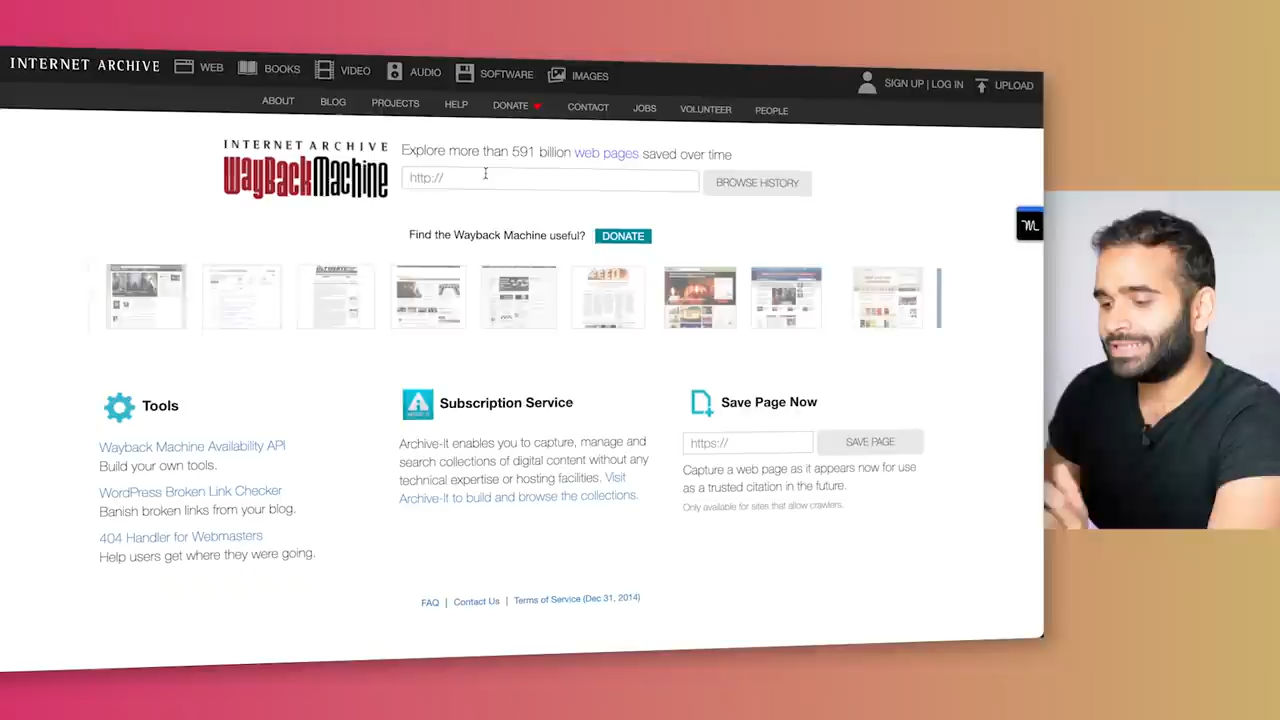 INTERNET ARCHIVE WEB BOOKS VIDEO AUDIO SOFTWARE IMAGES SIGN UP | LOG IN UPLOAD
ABOUT BLOG PROJECTS HELP DONATE CONTACT JOBS VOLUNTEER PEOPLE
INTERNET ARCHIVE
WayBackMachine
Explore more than 591 billion web pages saved over time
http://
BROWSE HISTORY
Find the Wayback Machine useful? DONATE
Tools
Wayback Machine Availability API
Build your own tools.
WordPress Broken Link Checker
Banish broken links from your blog.
404 Handler for Webmasters
Help users get where they were going.
Subscription Service
Archive-It enables you to capture, manage and
search collections of digital content without any
technical expertise or hosting facilities. Visit
Archive-It to build and browse the collections.
Save Page Now
https://
SAVE PAGE
Capture a web page as it appears now for use
as a trusted citation in the future.
Only available for sites that allow crawlers.
FAQ | Contact Us | Terms of Service (Dec 31, 2014)